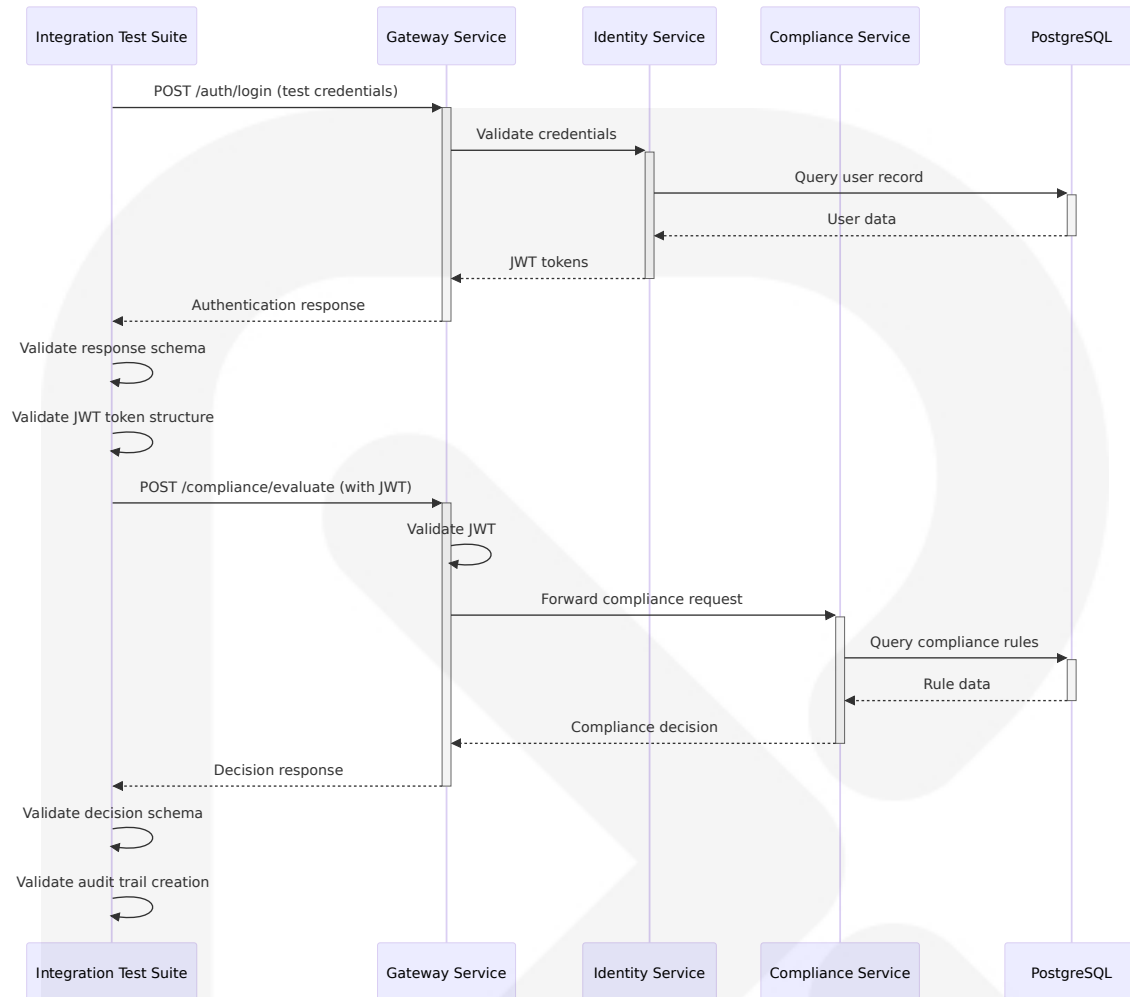 Integration Test Suite
Gateway Service
Identity Service
Compliance Service
PostgreSQL
POST /auth/login (test credentials)
Validate credentials
Query user record
User data
JWT tokens
Authentication response
Validate response schema
Validate JWT token structure
POST /compliance/evaluate (with JWT)
Validate JWT
Forward compliance request
Query compliance rules
Rule data
Compliance decision
Decision response
Validate decision schema
Validate audit trail creation
Integration Test Suite
Gateway Service
Identity Service
Compliance Service
PostgreSQL